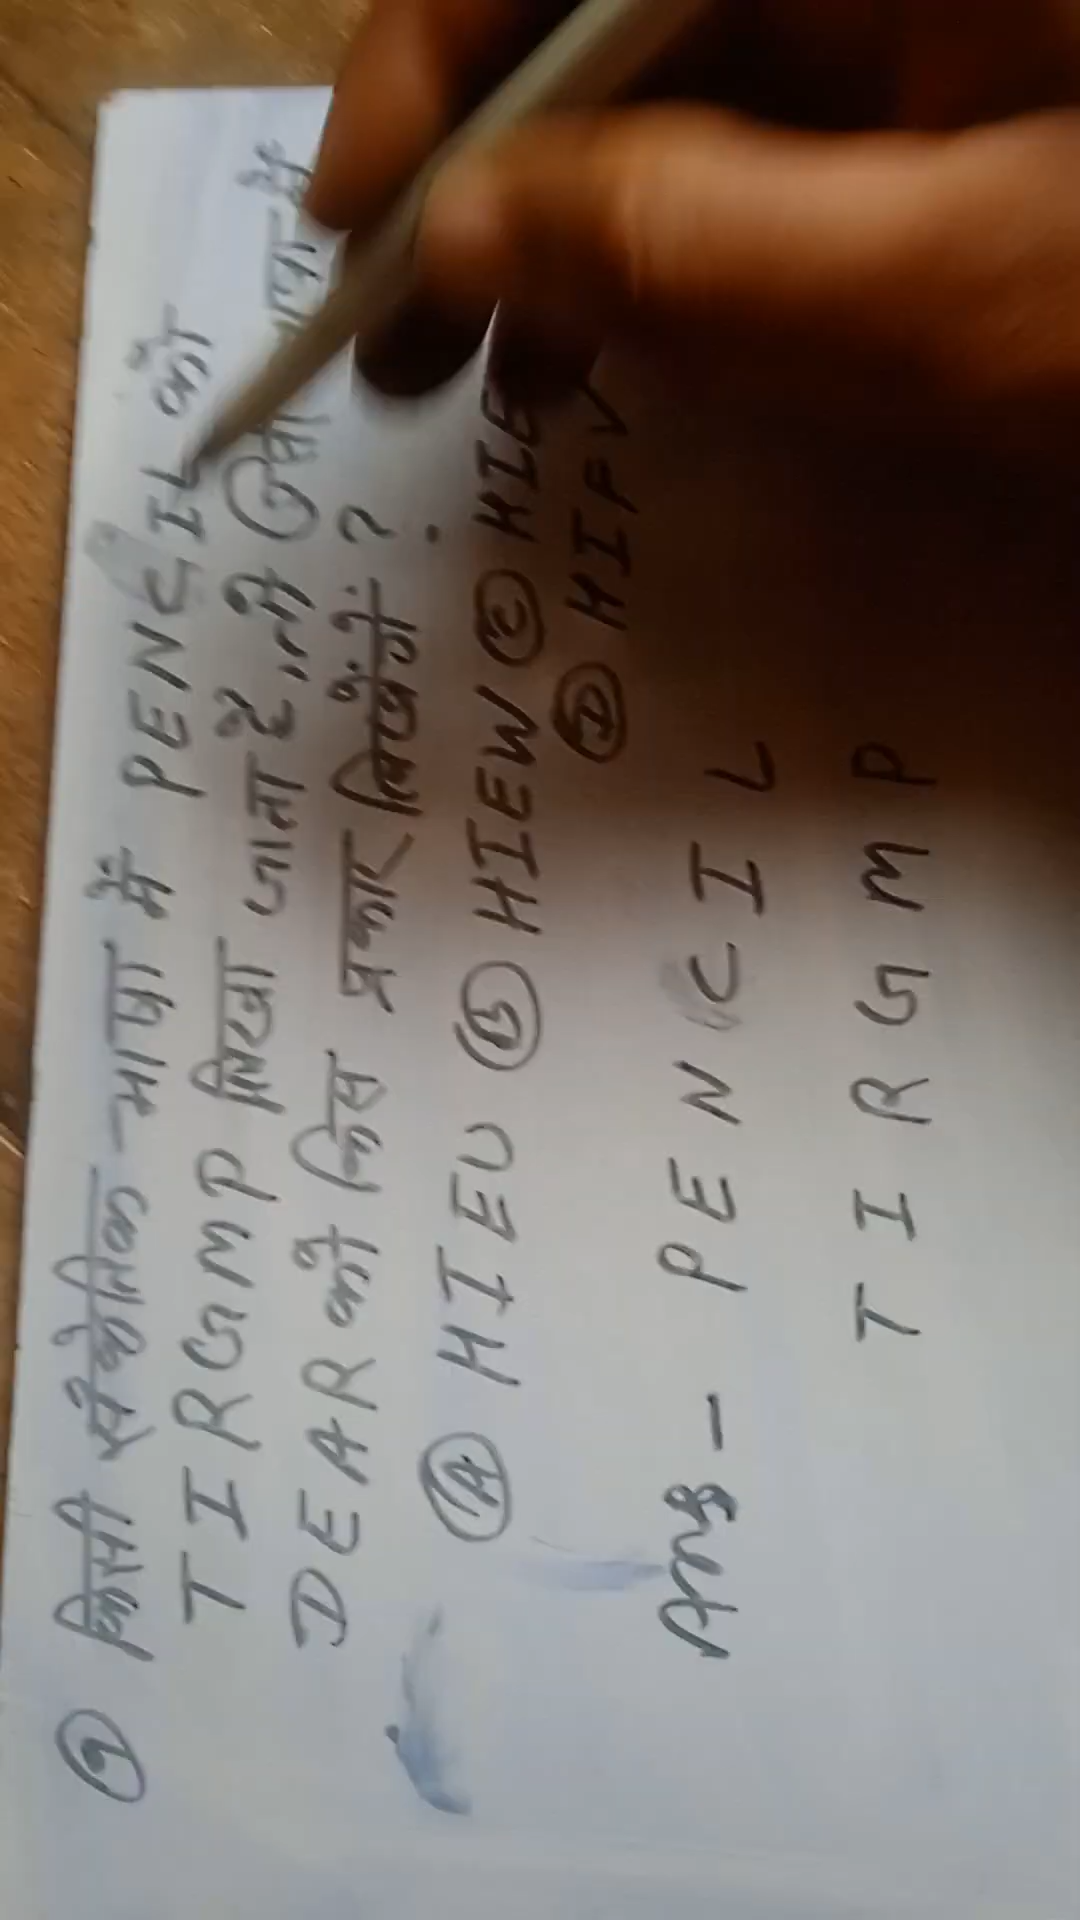 ① किसी संकेतिक भाषा में PENCIL को
TIRGMP लिखा जाता है, तो उसी भाषा में
DEAR को किस प्रकार लिखेंगे ?
Ⓐ HIEU Ⓑ HIEW Ⓒ HIE
Ⓓ HIFV
Ans - P E N C I L
T I R G M P